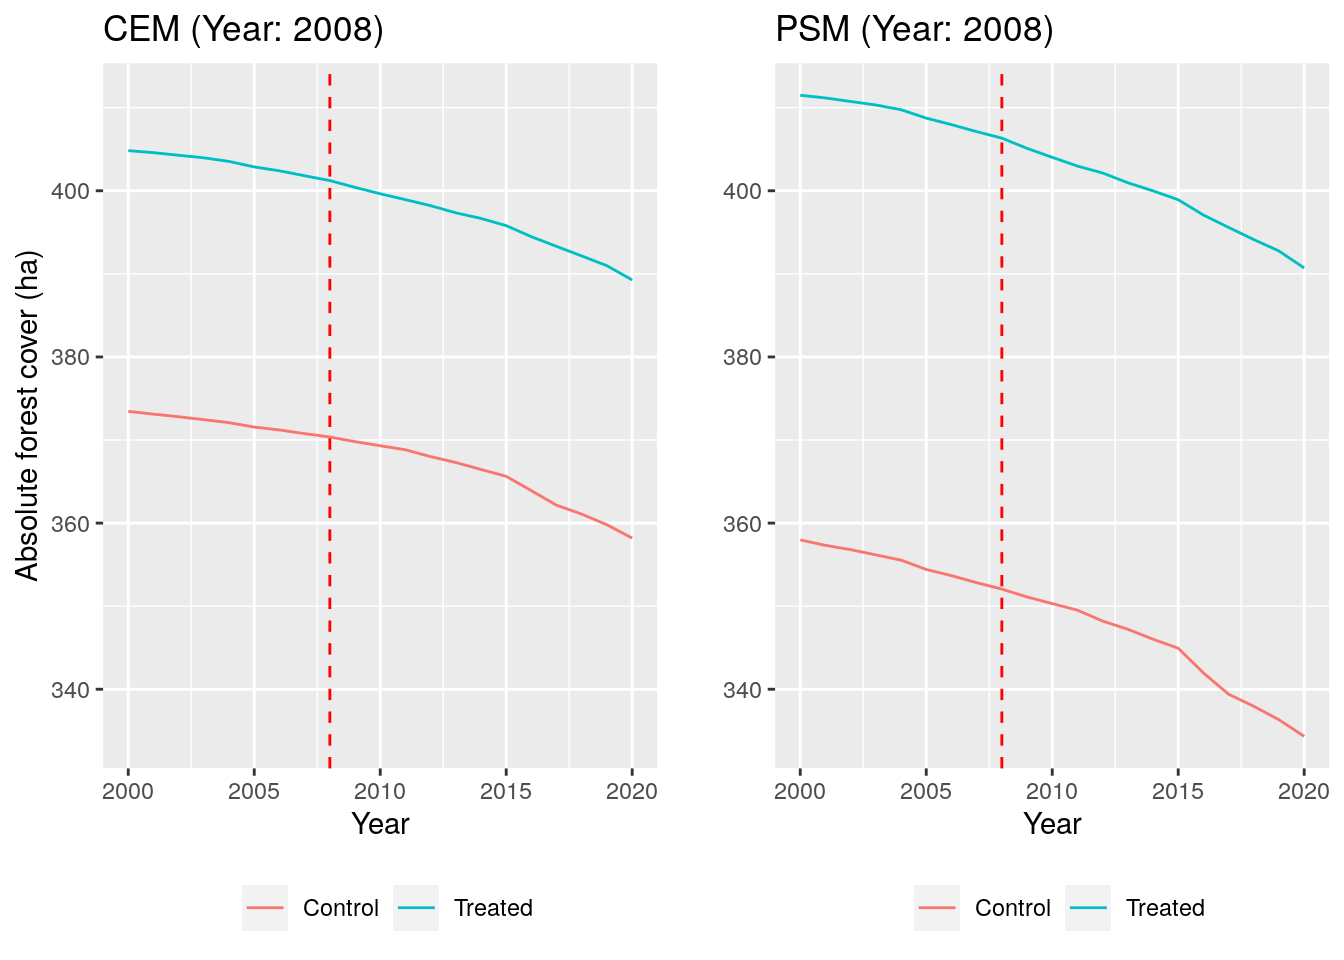 CEM (Year: 2008)
Absolute forest cover (ha)
400
380
360
340
2000 2005 2010 2015 2020
Year
Control Treated
PSM (Year: 2008)
400
380
360
340
2000 2005 2010 2015 2020
Year
Control Treated